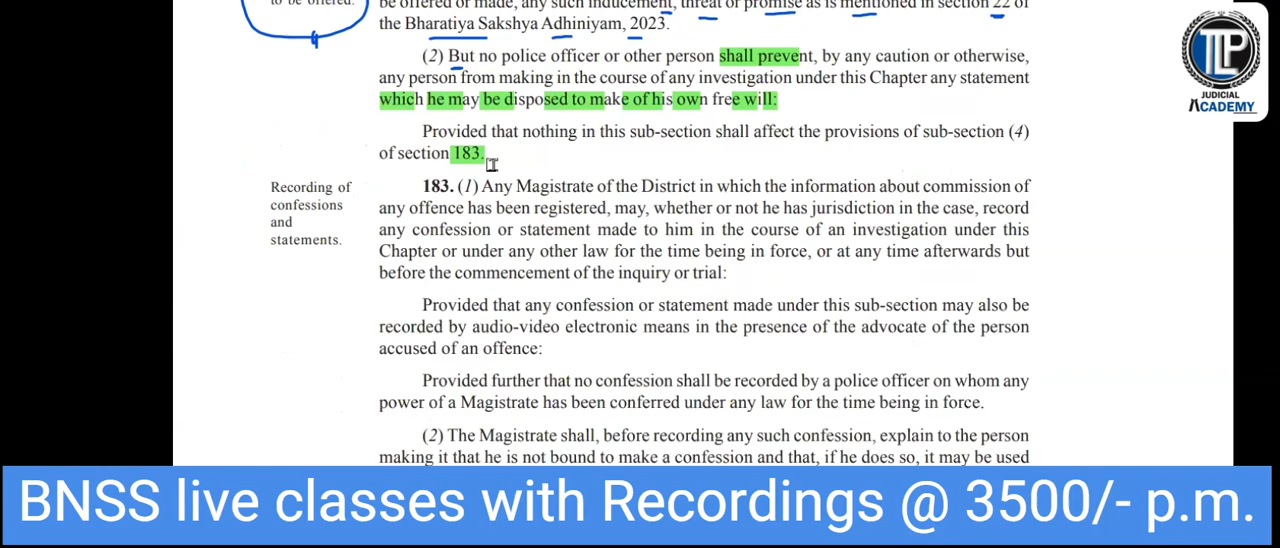 to be offered.
be offered or made, any such inducement, threat or promise as is mentioned in section 22 of
the Bharatiya Sakshya Adhiniyam, 2023.
(2) But no police officer or other person shall prevent, by any caution or otherwise,
any person from making in the course of any investigation under this Chapter any statement
which he may be disposed to make of his own free will:
Provided that nothing in this sub-section shall affect the provisions of sub-section (4)
of section 183.
Recording of
confessions
and
statements.
183. (1) Any Magistrate of the District in which the information about commission of
any offence has been registered, may, whether or not he has jurisdiction in the case, record
any confession or statement made to him in the course of an investigation under this
Chapter or under any other law for the time being in force, or at any time afterwards but
before the commencement of the inquiry or trial:
Provided that any confession or statement made under this sub-section may also be
recorded by audio-video electronic means in the presence of the advocate of the person
accused of an offence:
Provided further that no confession shall be recorded by a police officer on whom any
power of a Magistrate has been conferred under any law for the time being in force.
(2) The Magistrate shall, before recording any such confession, explain to the person
making it that he is not bound to make a confession and that, if he does so, it may be used
TLP
JUDICIAL
ACADEMY
BNSS live classes with Recordings @ 3500/- p.m.